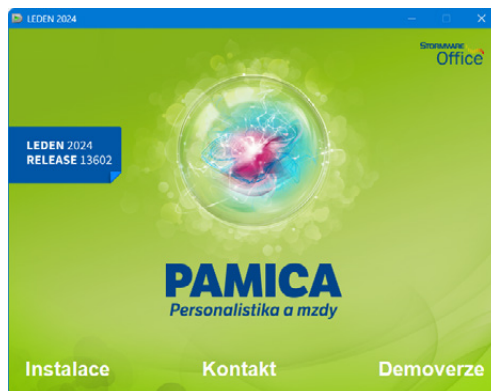 LEDEN 2024
STORMWARE
Office
LEDEN 2024
RELEASE 13602
PAMICA
Personalistika a mzdy
Instalace Kontakt Demoverze